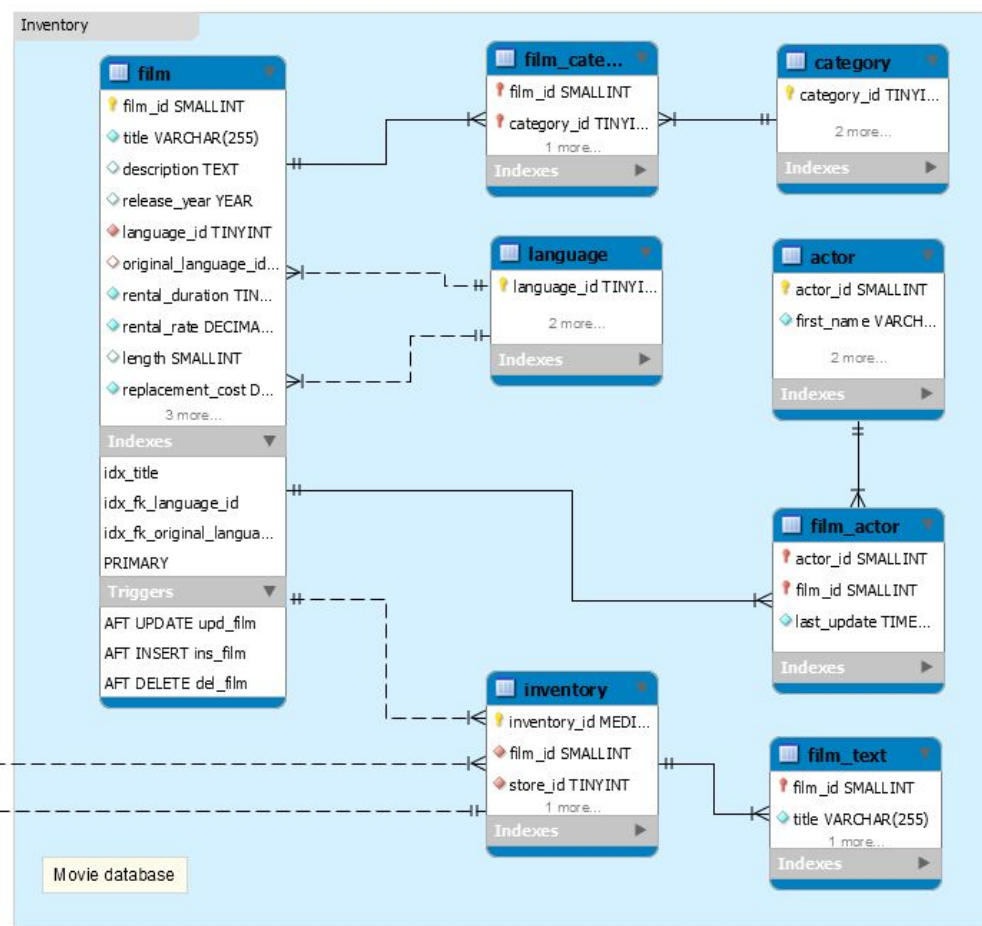 Inventory
film
film_id SMALLINT
title VARCHAR(255)
description TEXT
release_year YEAR
language_id TINYINT
original_language_id...
rental_duration TIN...
rental_rate DECIMA...
length SMALLINT
replacement_cost D...
3 more...
Indexes
idx_title
idx_fk_language_id
idx_fk_original_langua...
PRIMARY
Triggers
AFT UPDATE upd_film
AFT INSERT ins_film
AFT DELETE del_film
film_cate...
film_id SMALLINT
category_id TINYI...
1 more...
Indexes
category
category_id TINYI...
2 more...
Indexes
language
language_id TINYI...
2 more...
Indexes
actor
actor_id SMALLINT
first_name VARCH...
2 more...
Indexes
film_actor
actor_id SMALLINT
film_id SMALLINT
last_update TIME...
Indexes
inventory
inventory_id MEDI...
film_id SMALLINT
store_id TINYINT
1 more...
Indexes
film_text
film_id SMALLINT
title VARCHAR(255)
1 more...
Indexes
Movie database